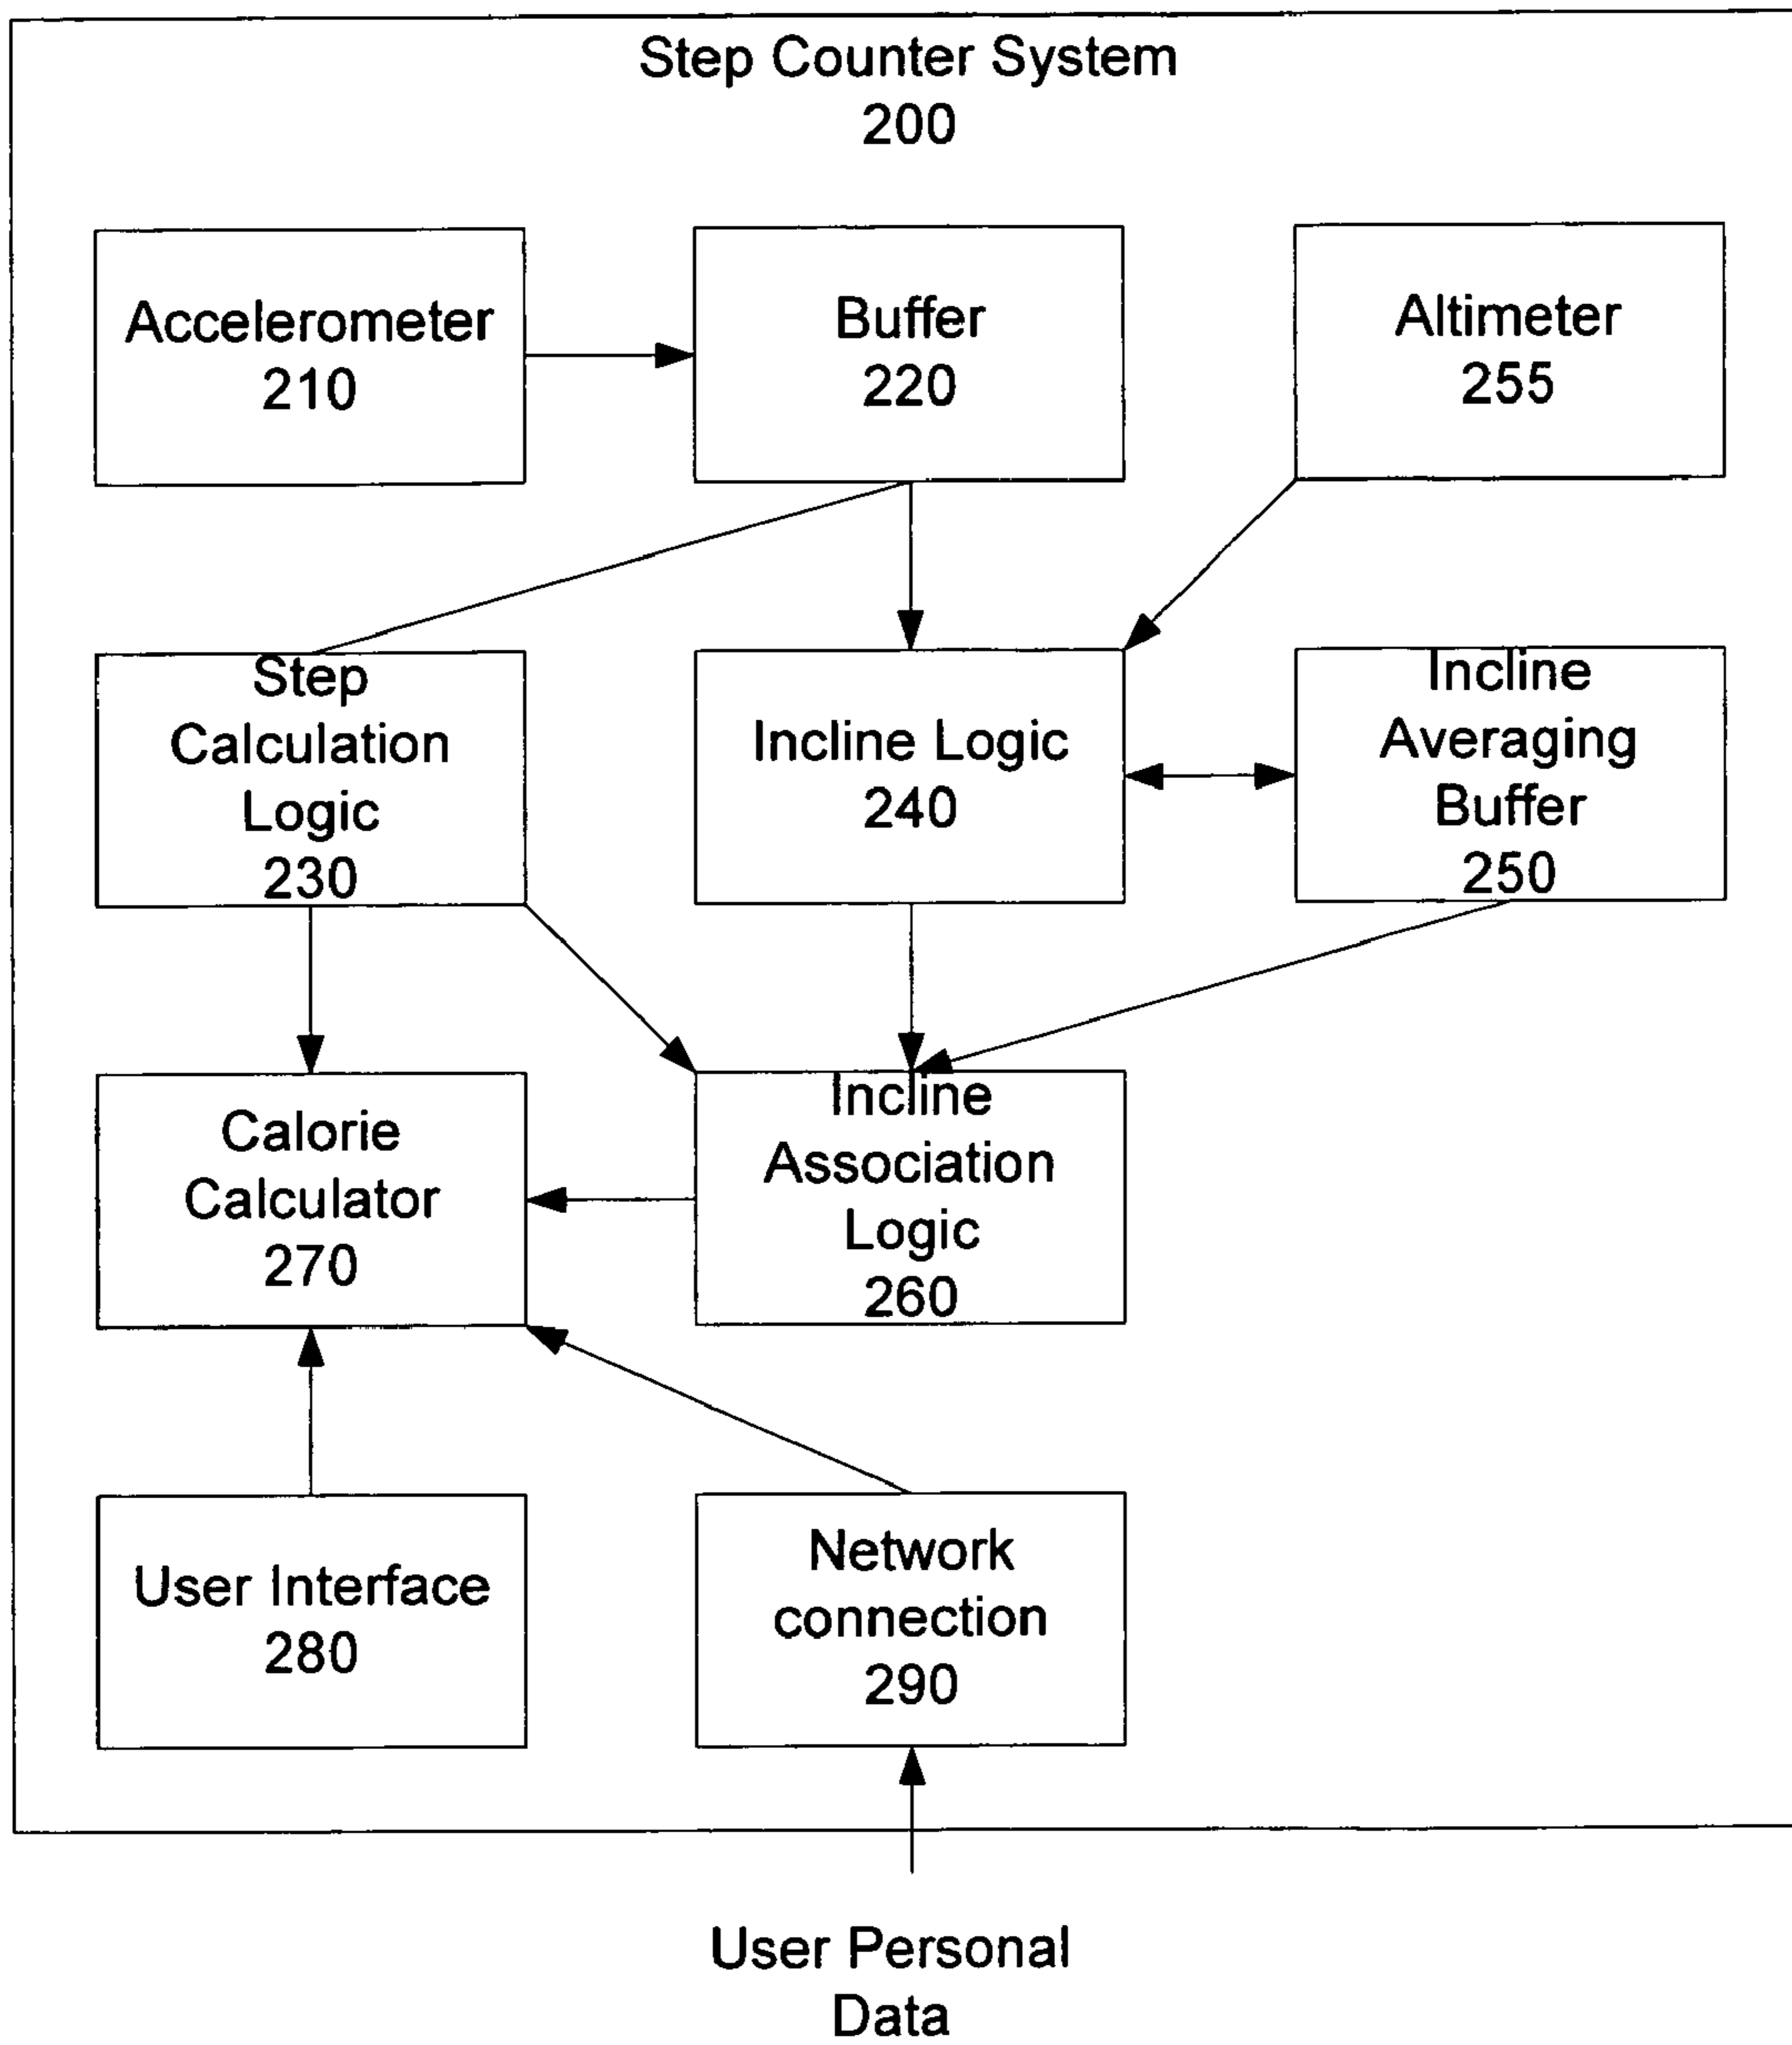 Step Counter System
200
Accelerometer
210
Buffer
220
Altimeter
255
Step
Calculation
Logic
230
Incline Logic
240
Incline
Averaging
Buffer
250
Calorie
Calculator
270
Incline
Association
Logic
260
User Interface
280
Network
connection
290
User Personal
Data